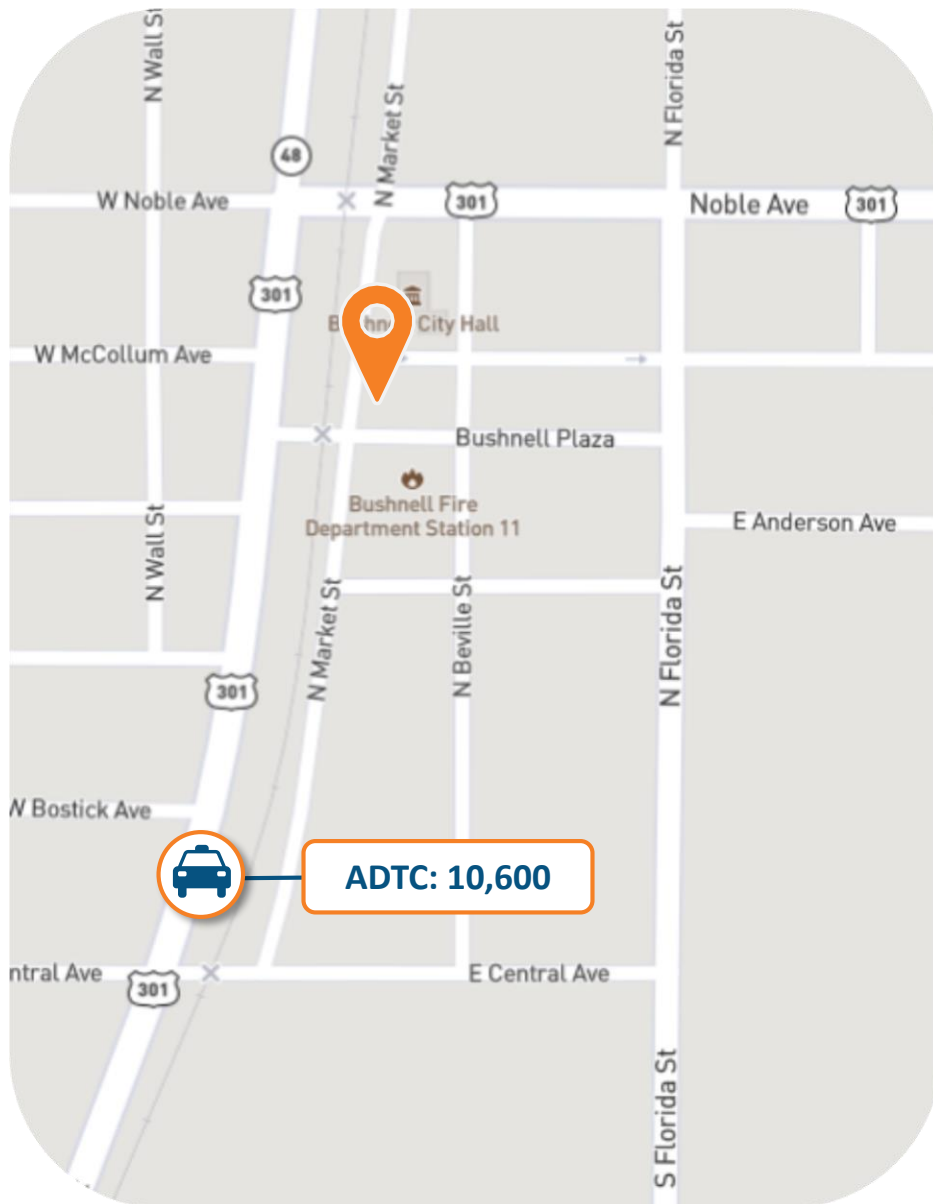 N Wall St
N Market St
N Florida St
48
W Noble Ave
301
Noble Ave
301
301
City Hall
W McCollum Ave
Bushnell Plaza
Bushnell Fire
Department Station 11
E Anderson Ave
N Wall St
N Market St
N Beville St
N Florida St
301
W Bostick Ave
ADTC: 10,600
ntral Ave
301
E Central Ave
S Florida St